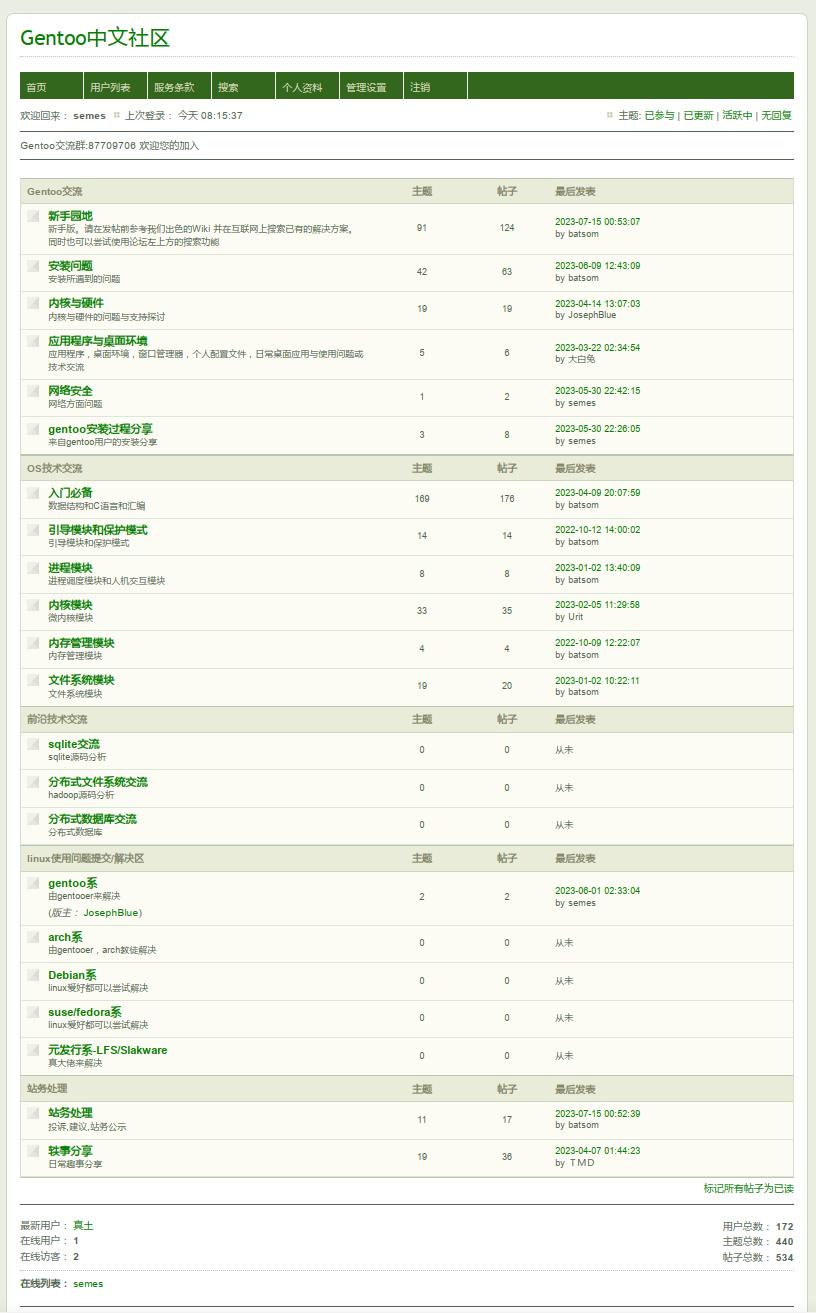 Gentoo中文社区
首页 用户列表 服务条款 搜索 个人资料 管理设置 注销
欢迎回来： semes ⌗ 上次登录： 今天 08:15:37 ⌗ 主题: 已参与 | 已更新 | 活跃中 | 无回复
Gentoo交流群:87709706 欢迎您的加入
Gentoo交流 主题 帖子 最后发表
新手园地
新手版。请在发帖前参考我们出色的Wiki 并在互联网上搜索已有的解决方案。
同时也可以尝试使用论坛左上方的搜索功能
91 124 2023-07-15 00:53:07
by batsom
安装问题
安装所遇到的问题
42 63 2023-06-09 12:43:09
by batsom
内核与硬件
内核与硬件的问题与支持探讨
19 19 2023-04-14 13:07:03
by JosephBlue
应用程序与桌面环境
应用程序，桌面环境，窗口管理器，个人配置文件，日常桌面应用与使用问题或
技术交流
5 6 2023-03-22 02:34:54
by 大白兔
网络安全
网络方面问题
1 2 2023-05-30 22:42:15
by semes
gentoo安装过程分享
来自gentoo用户的安装分享
3 8 2023-05-30 22:26:05
by semes
OS技术交流 主题 帖子 最后发表
入门必备
数据结构和C语言和汇编
169 176 2023-04-09 20:07:59
by batsom
引导模块和保护模式
引导模块和保护模式
14 14 2022-10-12 14:00:02
by batsom
进程模块
进程调度模块和人机交互模块
8 8 2023-01-02 13:40:09
by batsom
内核模块
微内核模块
33 35 2023-02-05 11:29:58
by Urit
内存管理模块
内存管理模块
4 4 2022-10-09 12:22:07
by batsom
文件系统模块
文件系统模块
19 20 2023-01-02 10:22:11
by batsom
前沿技术交流 主题 帖子 最后发表
sqlite交流
sqlite源码分析
0 0 从未
分布式文件系统交流
hadoop源码分析
0 0 从未
分布式数据库交流
分布式数据库
0 0 从未
linux使用问题提交/解决区 主题 帖子 最后发表
gentoo系
由gentooer来解决
(版主： JosephBlue)
2 2 2023-06-01 02:33:04
by semes
arch系
由gentooer，arch教徒解决
0 0 从未
Debian系
linux爱好都可以尝试解决
0 0 从未
suse/fedora系
linux爱好都可以尝试解决
0 0 从未
元发行系-LFS/Slakware
真大佬来解决
0 0 从未
站务处理 主题 帖子 最后发表
站务处理
投诉,建议,站务公示
11 17 2023-07-15 00:52:39
by batsom
轶事分享
日常趣事分享
19 36 2023-04-07 01:44:23
by ＴＭＤ
标记所有帖子为已读
最新用户： 真土 用户总数： 172
在线用户： 1 主题总数： 440
在线访客： 2 帖子总数： 534
在线列表： semes